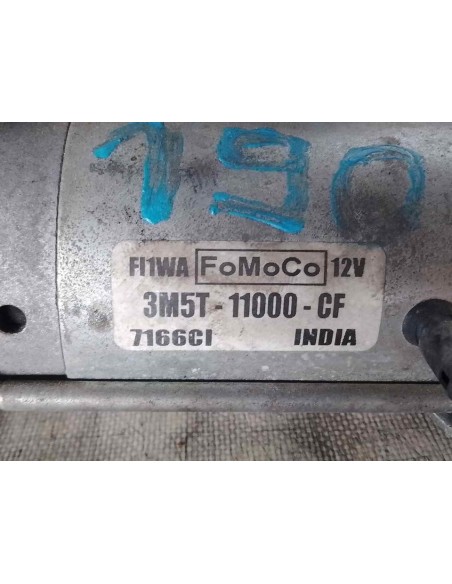 190
FI1WA FoMoCo 12V
3M5T - 11000 - CF
7166CI INDIA